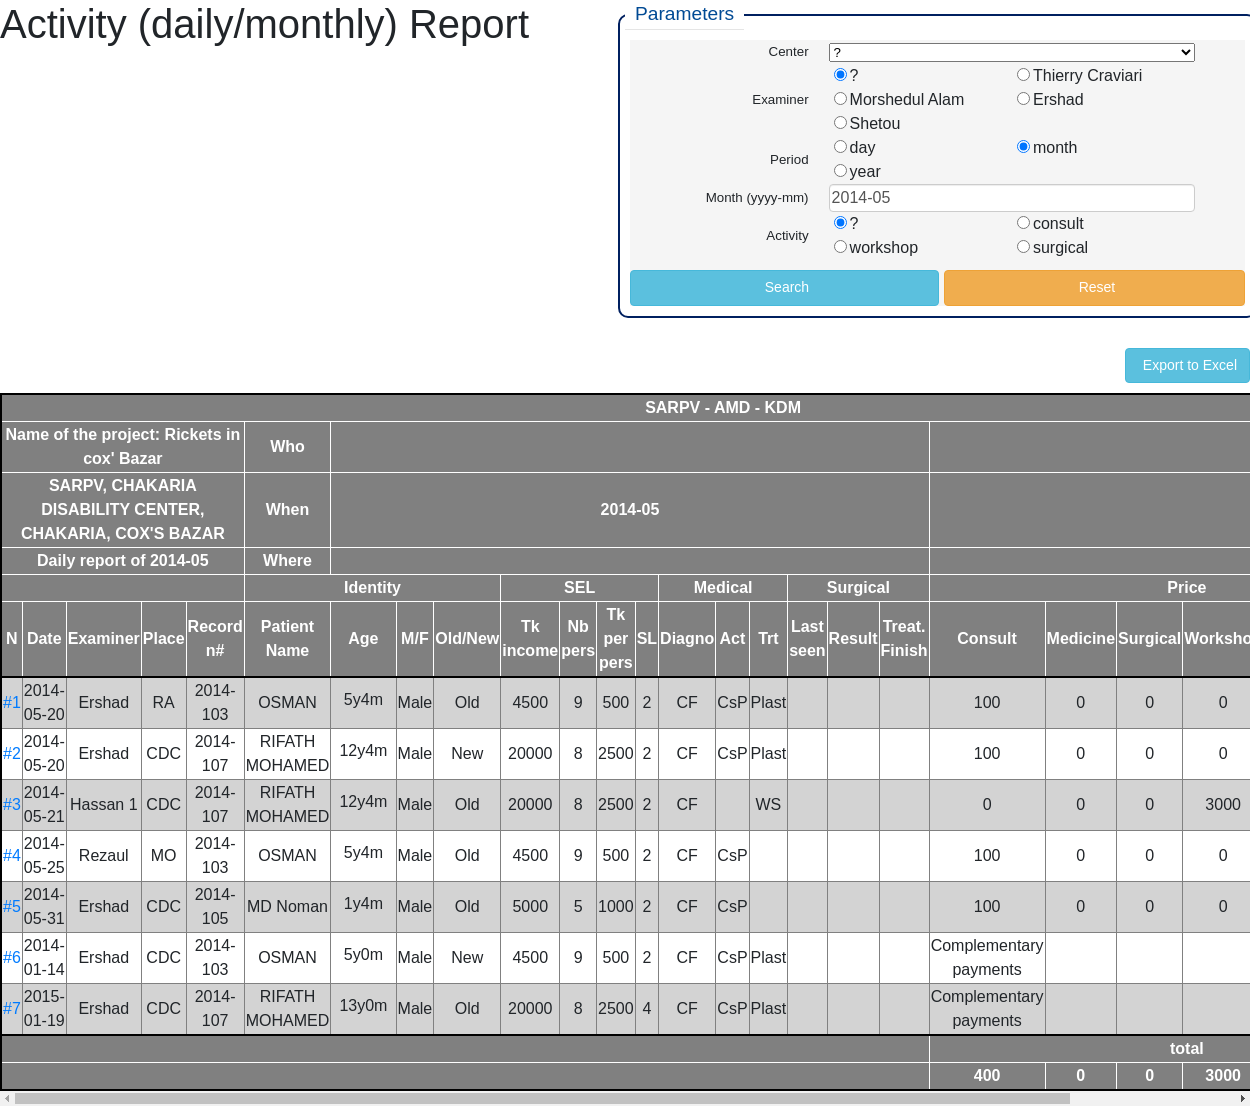 Activity (daily/monthly) Report
Parameters
Center ?
? Thierry Craviari
Examiner Morshedul Alam Ershad
Shetou
day month
Period
year
Month (yyyy-mm) 2014-05
? consult
Activity
workshop surgical
Search Reset
Export to Excel
SARPV - AMD - KDM
Name of the project: Rickets in
cox' Bazar
Who
SARPV, CHAKARIA
DISABILITY CENTER,
CHAKARIA, COX'S BAZAR
When 2014-05
Daily report of 2014-05 Where
Identity SEL Medical Surgical Price
N Date Examiner Place Record n# Patient Name Age M/F Old/New Tk income Nb pers Tk per pers SL Diagno Act Trt Last seen Result Treat. Finish Consult Medicine Surgical Worksho
#1 2014-05-20 Ershad RA 2014-103 OSMAN 5y4m Male Old 4500 9 500 2 CF CsP Plast 100 0 0 0
#2 2014-05-20 Ershad CDC 2014-107 RIFATH MOHAMED 12y4m Male New 20000 8 2500 2 CF CsP Plast 100 0 0 0
#3 2014-05-21 Hassan 1 CDC 2014-107 RIFATH MOHAMED 12y4m Male Old 20000 8 2500 2 CF WS 0 0 0 3000
#4 2014-05-25 Rezaul MO 2014-103 OSMAN 5y4m Male Old 4500 9 500 2 CF CsP 100 0 0 0
#5 2014-05-31 Ershad CDC 2014-105 MD Noman 1y4m Male Old 5000 5 1000 2 CF CsP 100 0 0 0
#6 2014-01-14 Ershad CDC 2014-103 OSMAN 5y0m Male New 4500 9 500 2 CF CsP Plast Complementary payments
#7 2015-01-19 Ershad CDC 2014-107 RIFATH MOHAMED 13y0m Male Old 20000 8 2500 4 CF CsP Plast Complementary payments
total
400 0 0 3000